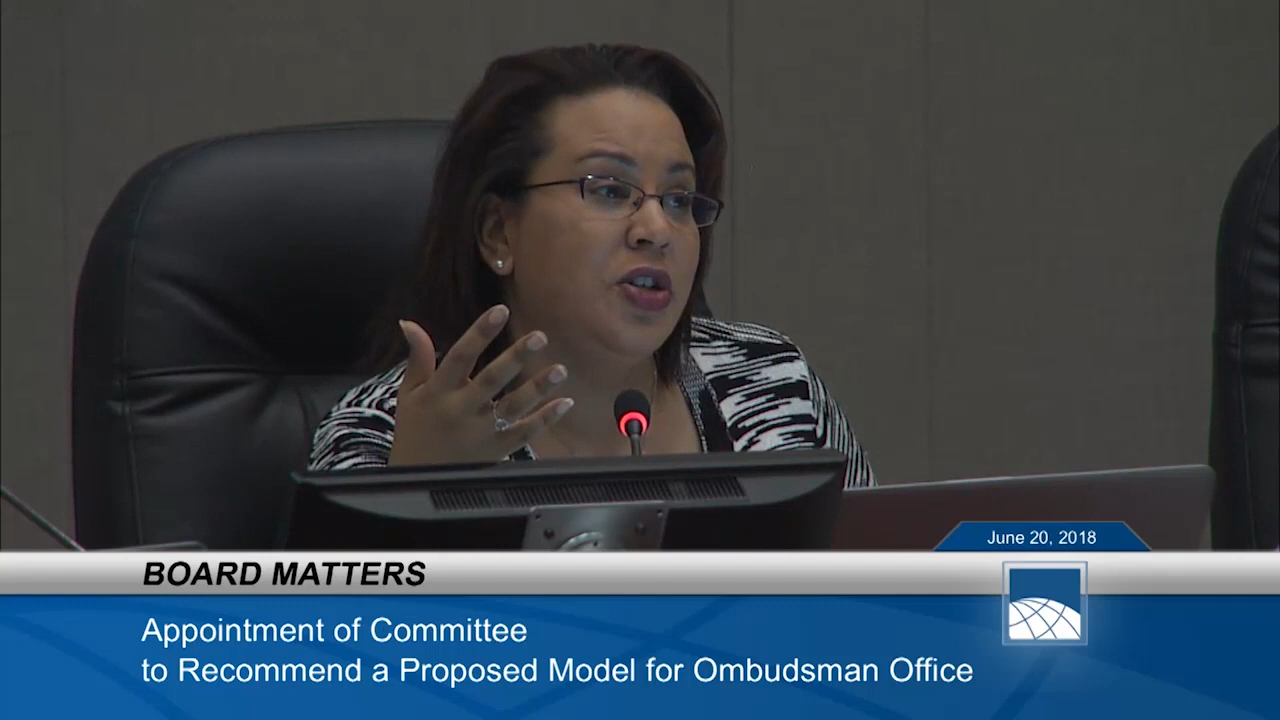 June 20, 2018
BOARD MATTERS
Appointment of Committee
to Recommend a Proposed Model for Ombudsman Office